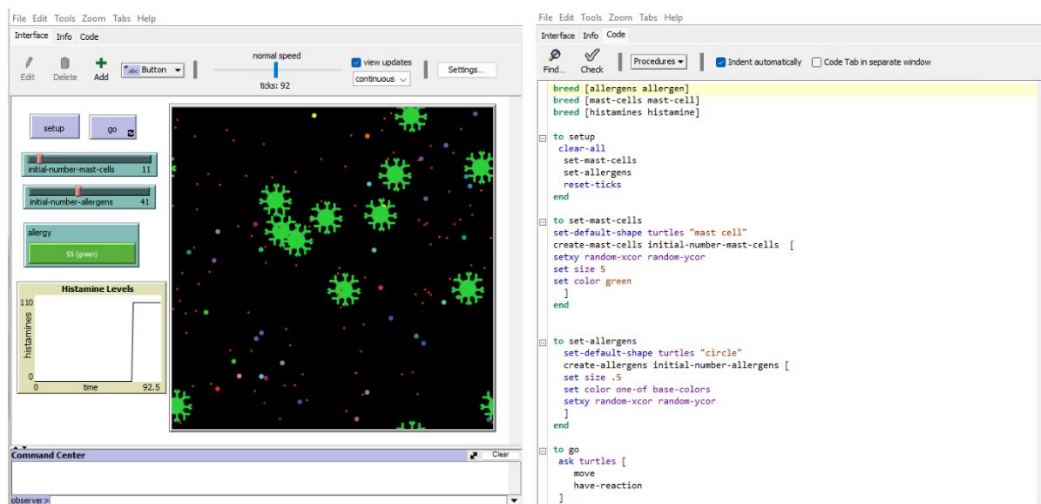 File Edit Tools Zoom Tabs Help
Interface Info Code
Edit Delete Add abc Button normal speed ticks: 92 view updates continuous Settings...
setup go
initial-number-mast-cells 11
initial-number-allergens 41
allergy
55 (green)
Histamine Levels
110
histamines
0
0 time 92.5
Command Center Clear
observer>
File Edit Tools Zoom Tabs Help
Interface Info Code
Find... Check Procedures Indent automatically Code Tab in separate window
breed [allergens allergen]
breed [mast-cells mast-cell]
breed [histamines histamine]
to setup
clear-all
set-mast-cells
set-allergens
reset-ticks
end
to set-mast-cells
set-default-shape turtles "mast cell"
create-mast-cells initial-number-mast-cells [
setxy random-xcor random-ycor
set size 5
set color green
]
end
to set-allergens
set-default-shape turtles "circle"
create-allergens initial-number-allergens [
set size .5
set color one-of base-colors
setxy random-xcor random-ycor
]
end
to go
ask turtles [
move
have-reaction
]